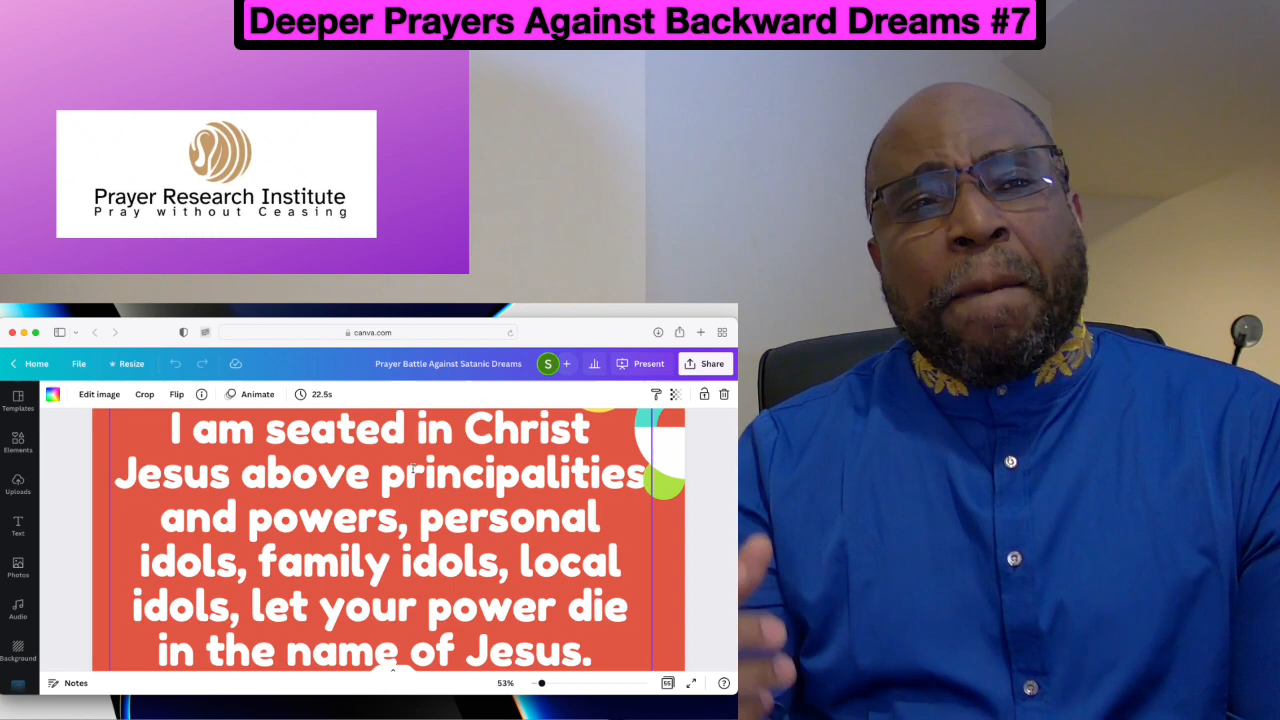 Deeper Prayers Against Backward Dreams #7
Prayer Research Institute
Pray without Ceasing
canva.com
Home File Resize Prayer Battle Against Satanic Dreams S + Present Share
Edit image Crop Flip Animate 22.5s
Templates
Elements
Uploads
Text
Photos
Audio
Background
I am seated in Christ
Jesus above principalities
and powers, personal
idols, family idols, local
idols, let your power die
in the name of Jesus.
Notes 53% 55 ?